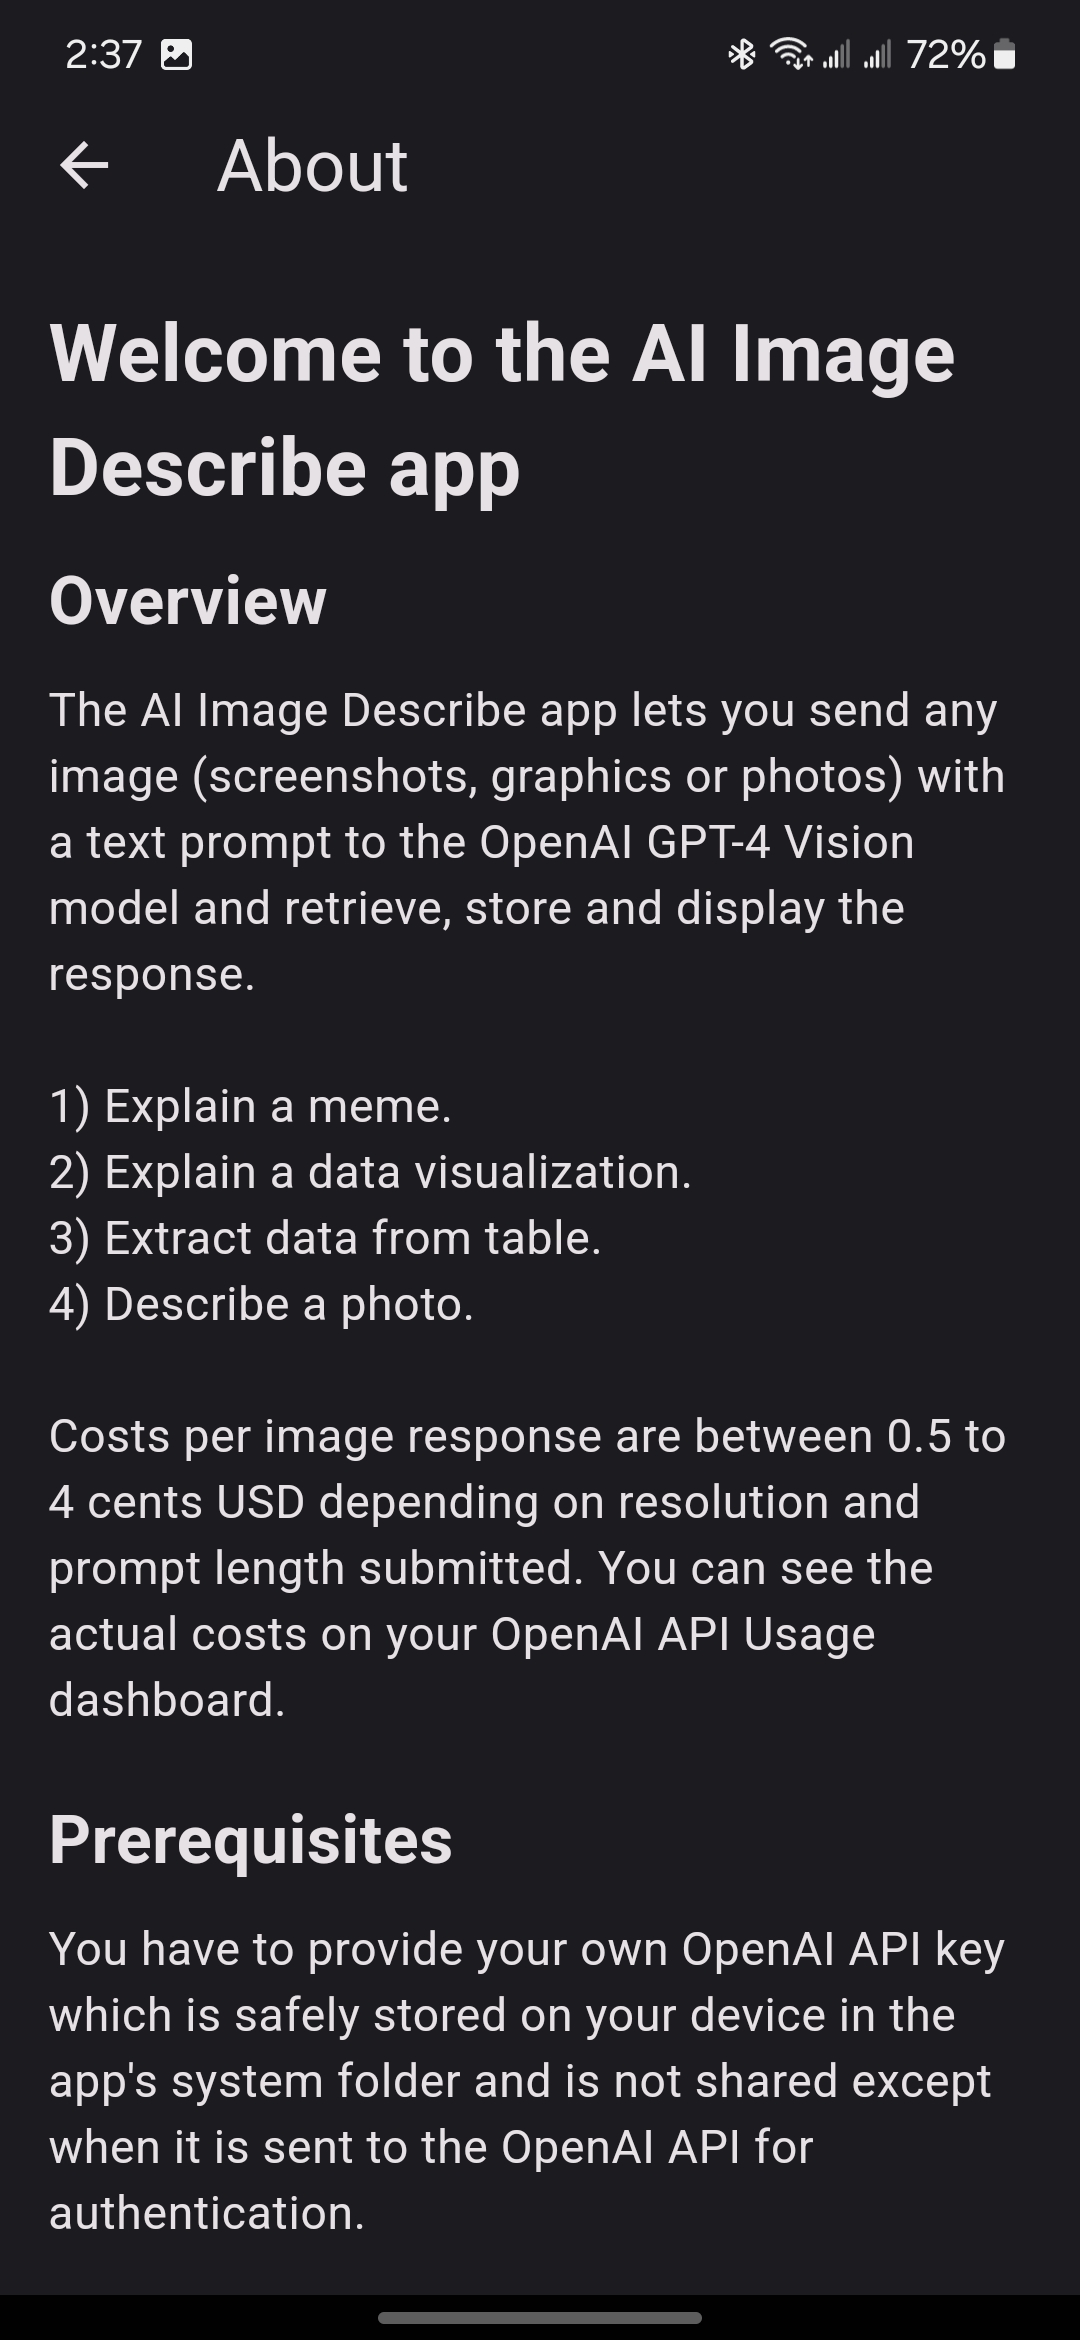 2:37
72%
About
Welcome to the AI Image
Describe app
Overview
The AI Image Describe app lets you send any
image (screenshots, graphics or photos) with
a text prompt to the OpenAI GPT-4 Vision
model and retrieve, store and display the
response.
1) Explain a meme.
2) Explain a data visualization.
3) Extract data from table.
4) Describe a photo.
Costs per image response are between 0.5 to
4 cents USD depending on resolution and
prompt length submitted. You can see the
actual costs on your OpenAI API Usage
dashboard.
Prerequisites
You have to provide your own OpenAI API key
which is safely stored on your device in the
app's system folder and is not shared except
when it is sent to the OpenAI API for
authentication.